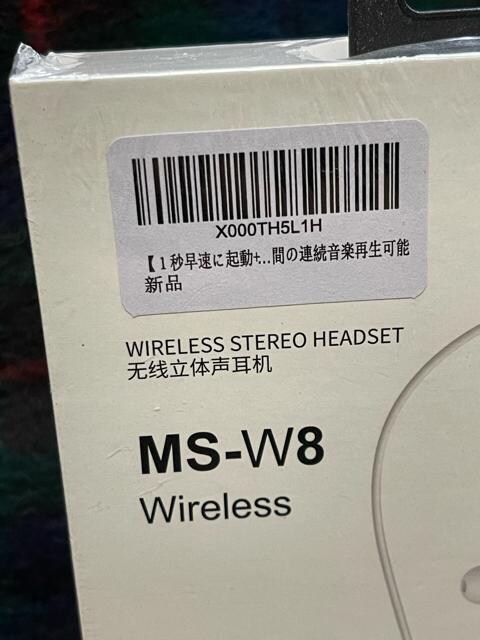 X000TH5L1H
【1秒早速に起動+...間の連続音楽再生可能
新品
WIRELESS STEREO HEADSET
无线立体声耳机
MS-W8
Wireless